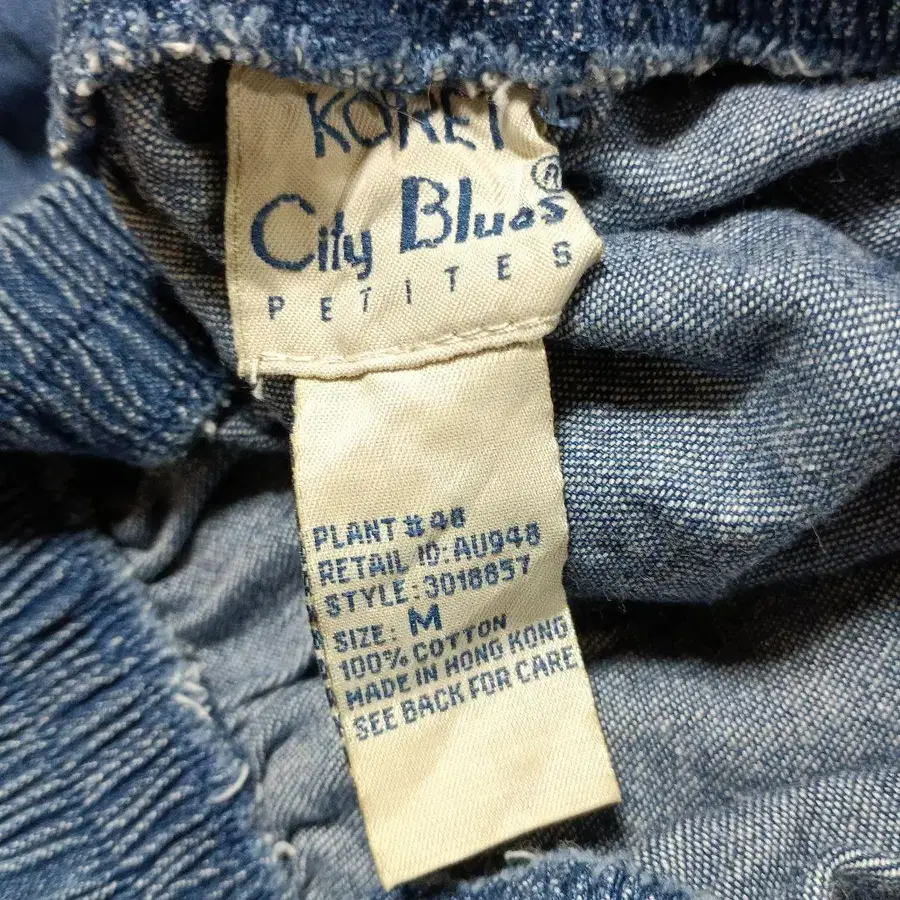 KORET
City Blues ®
PETITES
PLANT #48
RETAIL ID: AU948
STYLE: 3018857
SIZE: M
100% COTTON
MADE IN HONG KONG
SEE BACK FOR CARE